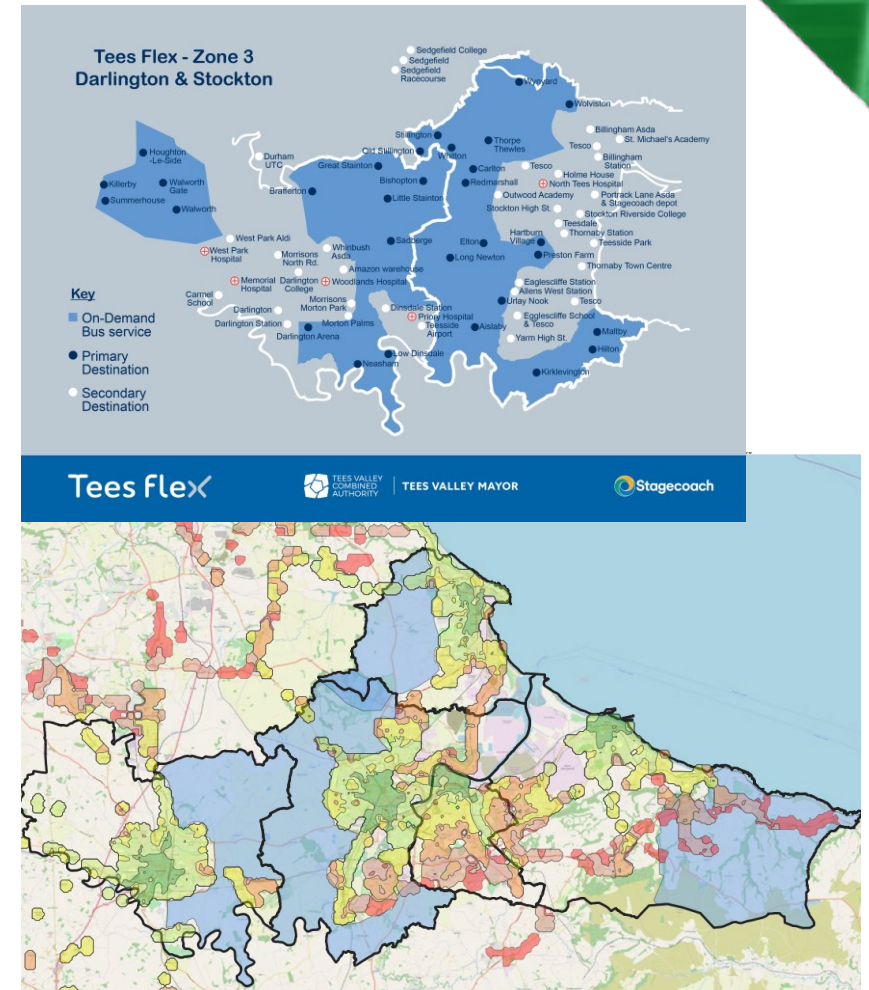 Tees Flex - Zone 3
Darlington & Stockton
Sedgefield College
Sedgefield
Sedgefield
Racecourse
Wynyard
Wolviston
Billingham Asda
St. Michael's Academy
Tesco
Billingham
Station
Stillington
Old Stillington
Whitton
Thorpe
Thewles
Houghton
-Le-Side
Durham
UTC
Great Stainton
Carlton
Tesco
Holme House
North Tees Hospital
Killerby
Walworth
Gate
Brafferton
Bishopton
Redmarshall
Summerhouse
Little Stainton
Outwood Academy
Portrack Lane Asda
& Stagecoach depot
Walworth
Stockton High St.
Stockton Riverside College
Teesdale
West Park Aldi
Sadberge
Elton
Hartburn
Village
Thornaby Station
Teesside Park
West Park
Hospital
Morrisons
North Rd.
Whinbush
Asda
Long Newton
Preston Farm
Amazon warehouse
Thornaby Town Centre
Memorial
Hospital
Darlington
College
Woodlands Hospital
Eaglescliffe Station
Allens West Station
Carmel
School
Morrisons
Morton Park
Urlay Nook
Tesco
Darlington
Dinsdale Station
Priory Hospital
Egglescliffe School
& Tesco
Darlington Station
Morton Palms
Teesside
Airport
Aislaby
Maltby
Darlington Arena
Yarm High St.
Low Dinsdale
Hilton
Neasham
Kirklevington
Key
On-Demand
Bus service
Primary
Destination
Secondary
Destination
Tees Flex
TEES VALLEY
COMBINED
AUTHORITY
TEES VALLEY MAYOR
Stagecoach